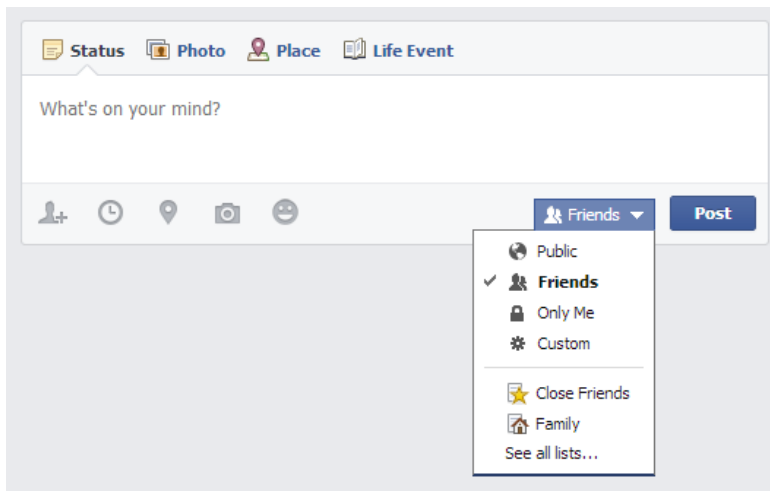 Status Photo Place Life Event
What's on your mind?
Friends Post
Public
Friends
Only Me
Custom
Close Friends
Family
See all lists...